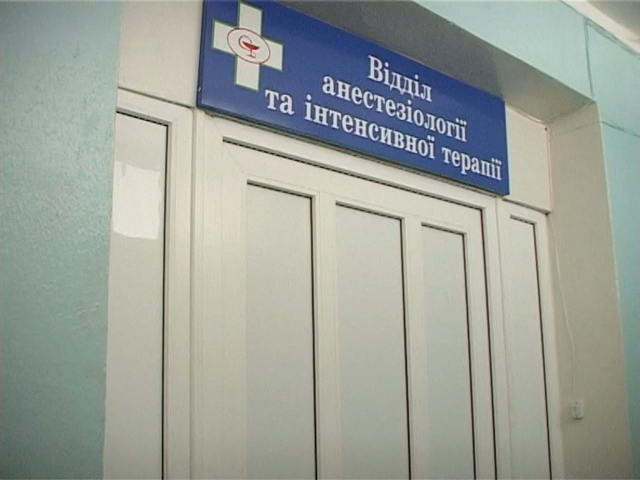 Відділ
анестезіології
та інтенсивної терапії